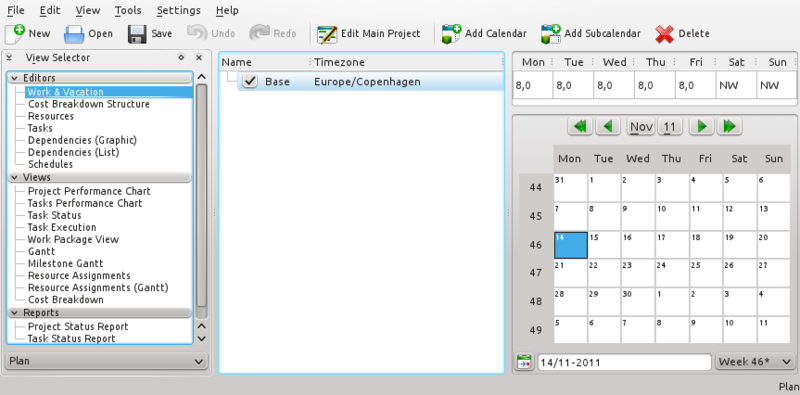 File Edit View Tools Settings Help
New Open Save Undo Redo Edit Main Project Add Calendar Add Subcalendar Delete
View Selector
Editors
Work & Vacation
Cost Breakdown Structure
Resources
Tasks
Dependencies (Graphic)
Dependencies (List)
Schedules
Views
Project Performance Chart
Tasks Performance Chart
Task Status
Task Execution
Work Package View
Gantt
Milestone Gantt
Resource Assignments
Resource Assignments (Gantt)
Cost Breakdown
Reports
Project Status Report
Task Status Report
Plan
Name Timezone
Base Europe/Copenhagen
Mon Tue Wed Thu Fri Sat Sun
8,0 8,0 8,0 8,0 8,0 NW NW
Nov 11
Mon Tue Wed Thu Fri Sat Sun
44 31 1 2 3 4 5 6
45 7 8 9 10 11 12 13
46 14 15 16 17 18 19 20
47 21 22 23 24 25 26 27
48 28 29 30 1 2 3 4
49 5 6 7 8 9 10 11
14/11-2011 Week 46*
Plan